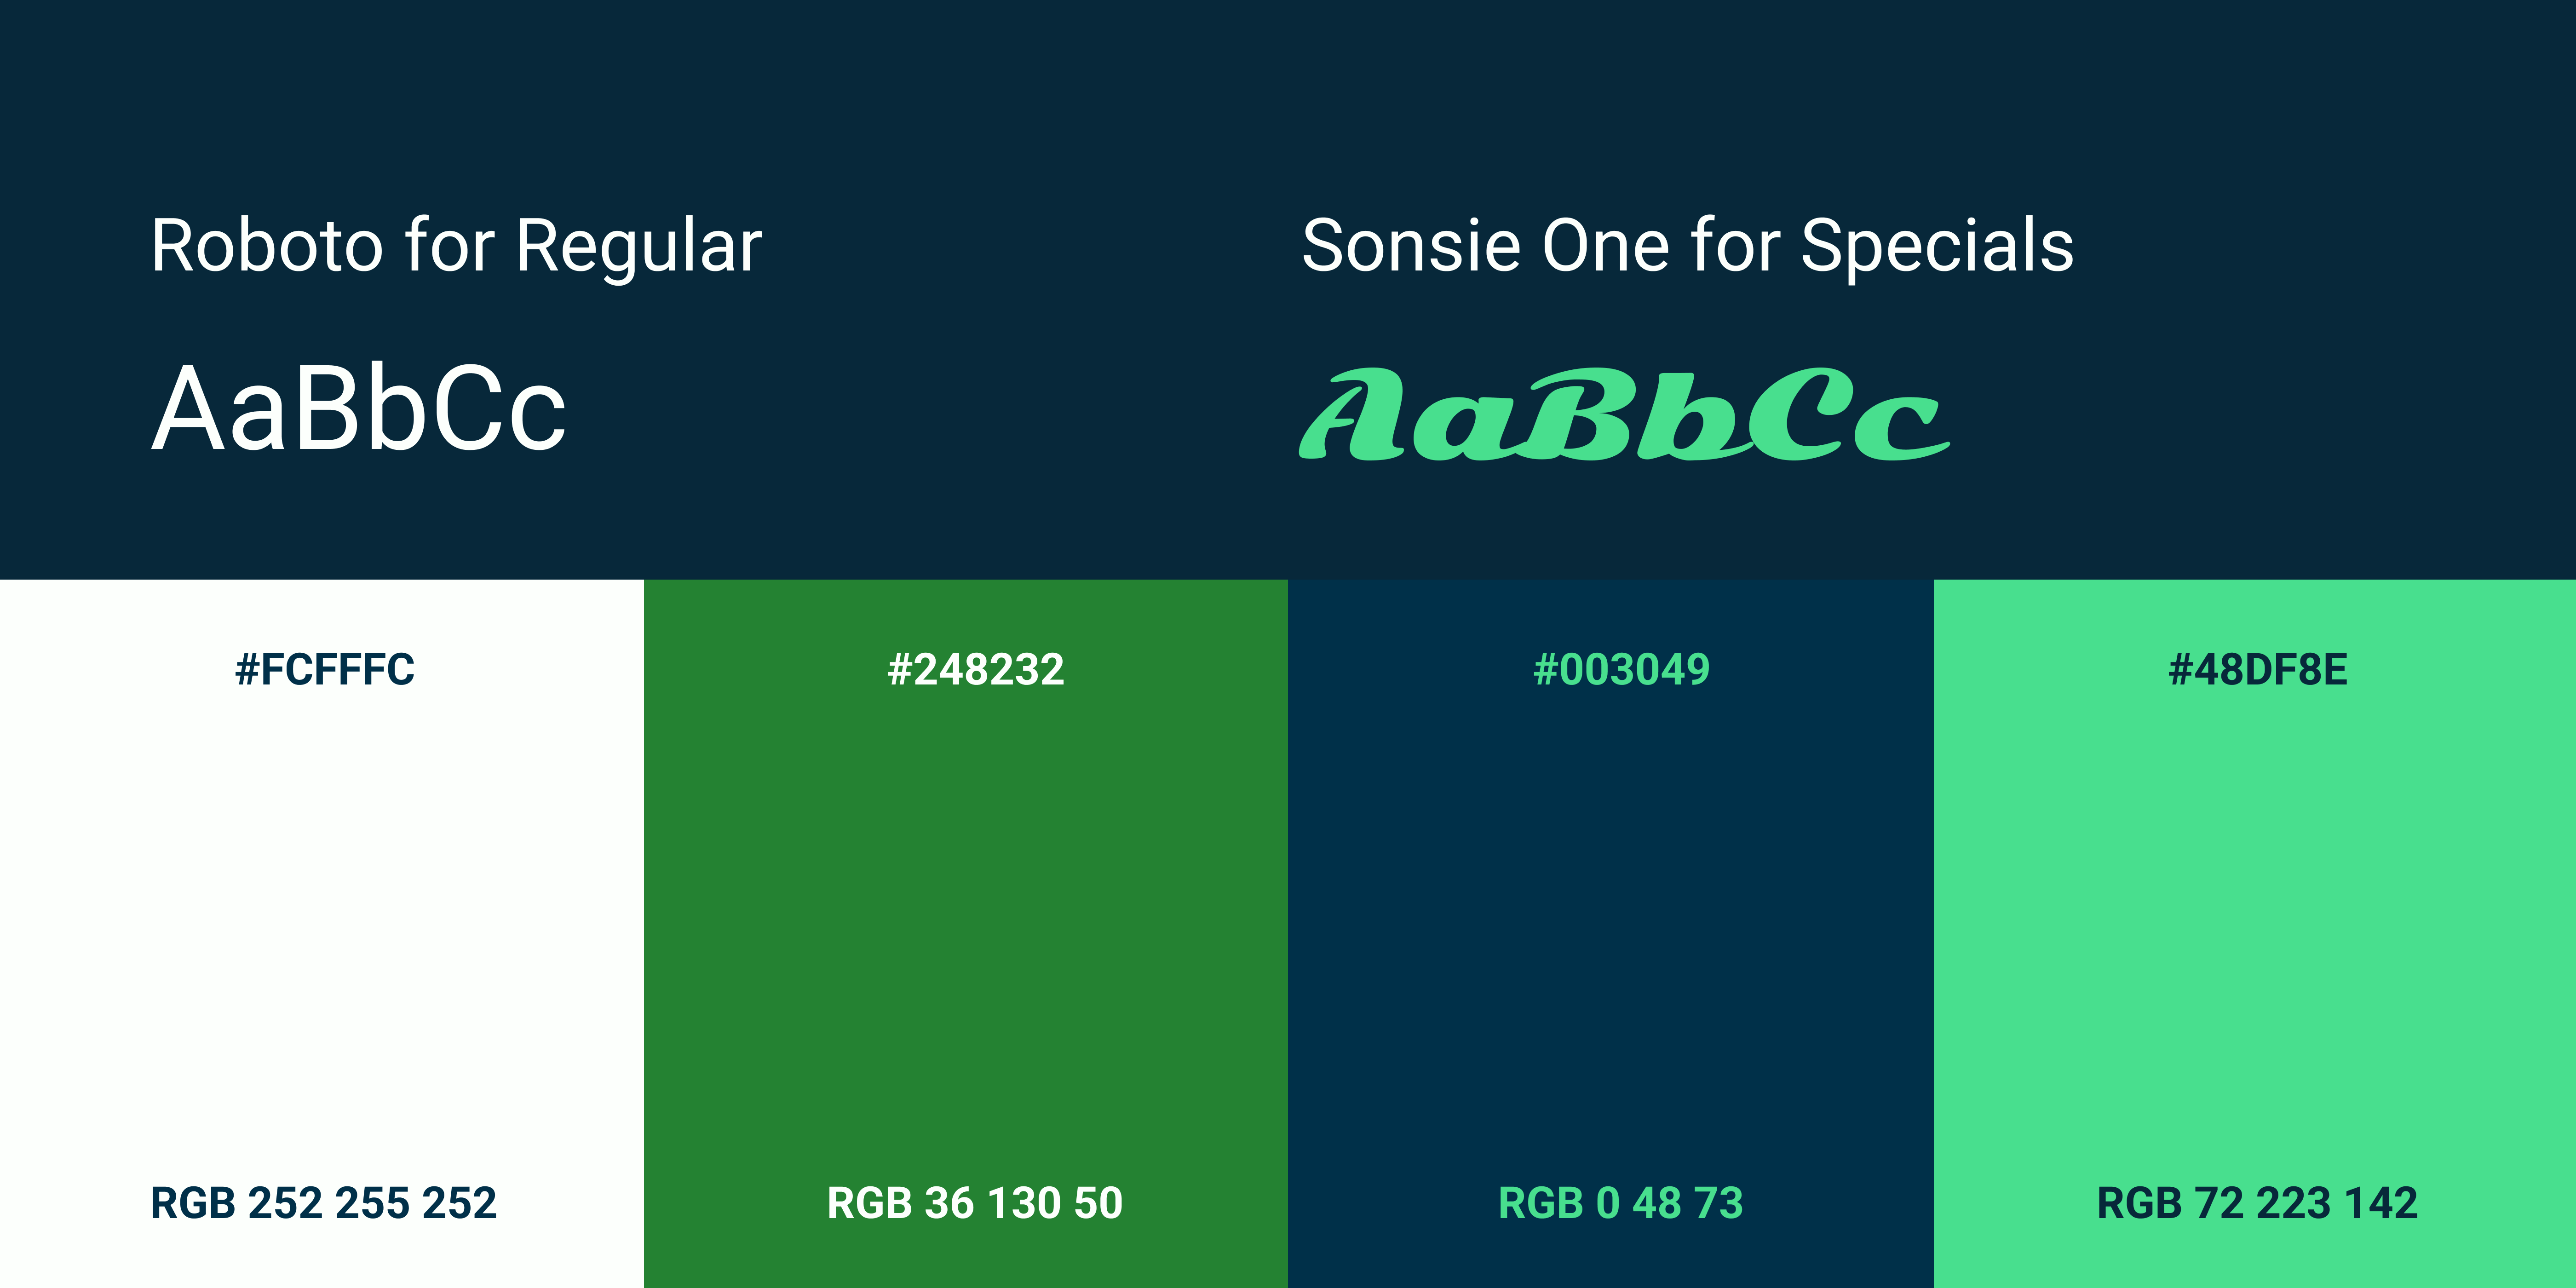 Roboto for Regular
AaBbCc
Sonsie One for Specials
AaBbCc
#FCFFFC
RGB 252 255 252
#248232
RGB 36 130 50
#003049
RGB 0 48 73
#48DF8E
RGB 72 223 142